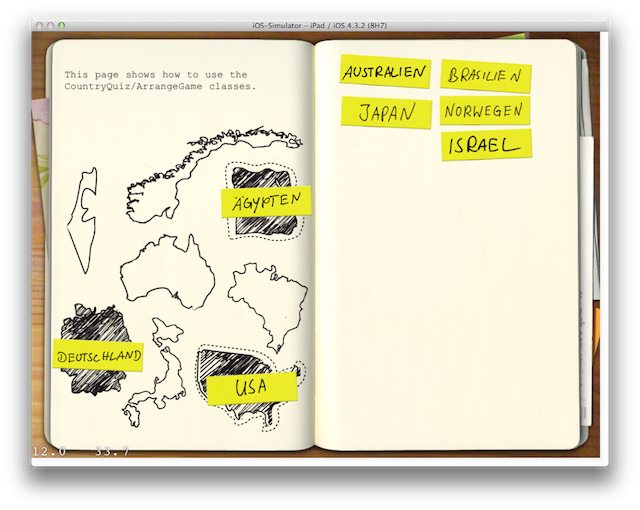 iOS-Simulator – iPad / iOS 4.3.2 (8H7)
This page shows how to use the
CountryQuiz/ArrangeGame classes.
ÄGYPTEN
DEUTSCHLAND
USA
AUSTRALIEN
BRASILIEN
JAPAN
NORWEGEN
ISRAEL
12.0 33.7